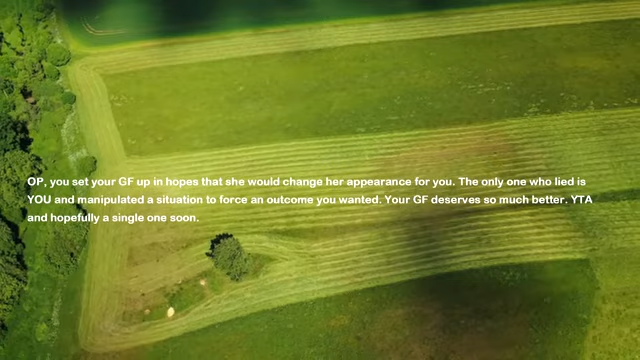 OP, you set your GF up in hopes that she would change her appearance for you. The only one who lied is
YOU and manipulated a situation to force an outcome you wanted. Your GF deserves so much better. YTA
and hopefully a single one soon.